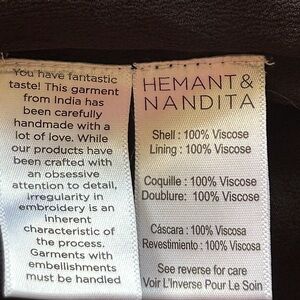 You have fantastic
taste! This garment
from India has
been carefully
handmade with a
lot of love. While
our products have
been crafted with
an obsessive
attention to detail,
irregularity in
embroidery is an
inherent
characteristic of
the process.
Garments with
embellishments
must be handled
HEMANT &
NANDITA
Shell : 100% Viscose
Lining : 100% Viscose
Coquille : 100% Viscose
Doublure: 100% Viscose
Cáscara : 100% Viscosa
Revestimiento : 100% Viscosa
See reverse for care
Voir L'Inverse Pour Le Soin